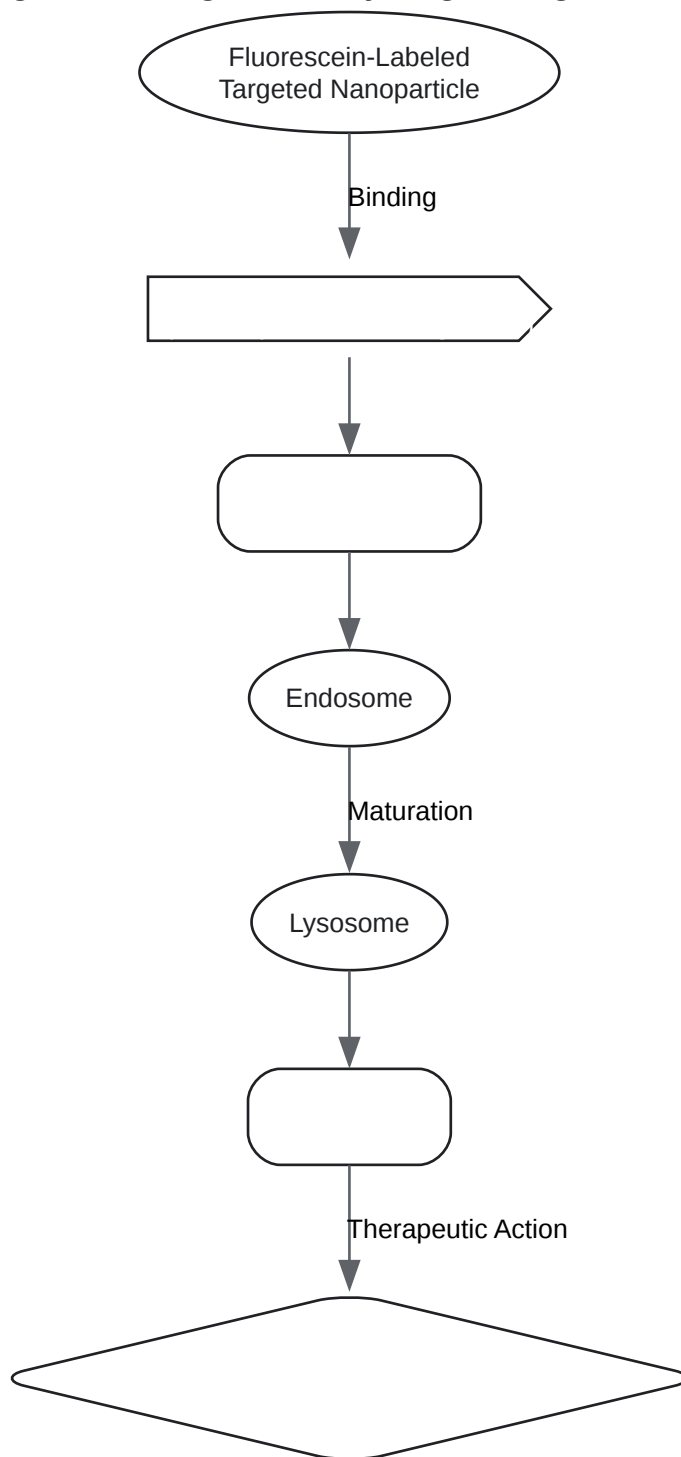 Fluorescein-Labeled
Targeted Nanoparticle
Binding
Endosome
Maturation
Lysosome
Therapeutic Action